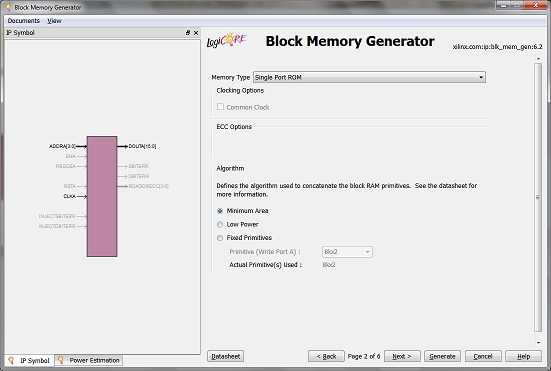 Block Memory Generator
Documents View
IP Symbol
LogiCORE
Block Memory Generator
xilinx.com:ip:blk_mem_gen:6.2
ADDRA[3:0]
ENA
REGCEA
RSTA
CLKA
INJECTSBITERR
INJECTDBITERR
DOUTA[15:0]
SBITERR
DBITERR
RDADDRECC[3:0]
Memory Type Single Port ROM
Clocking Options
Common Clock
ECC Options
Algorithm
Defines the algorithm used to concatenate the block RAM primitives. See the datasheet for
more information.
Minimum Area
Low Power
Fixed Primitives
Primitive (Write Port A) : 8kx2
Actual Primitive(s) Used : 8kx2
IP Symbol Power Estimation
Datasheet < Back Page 2 of 6 Next > Generate Cancel Help